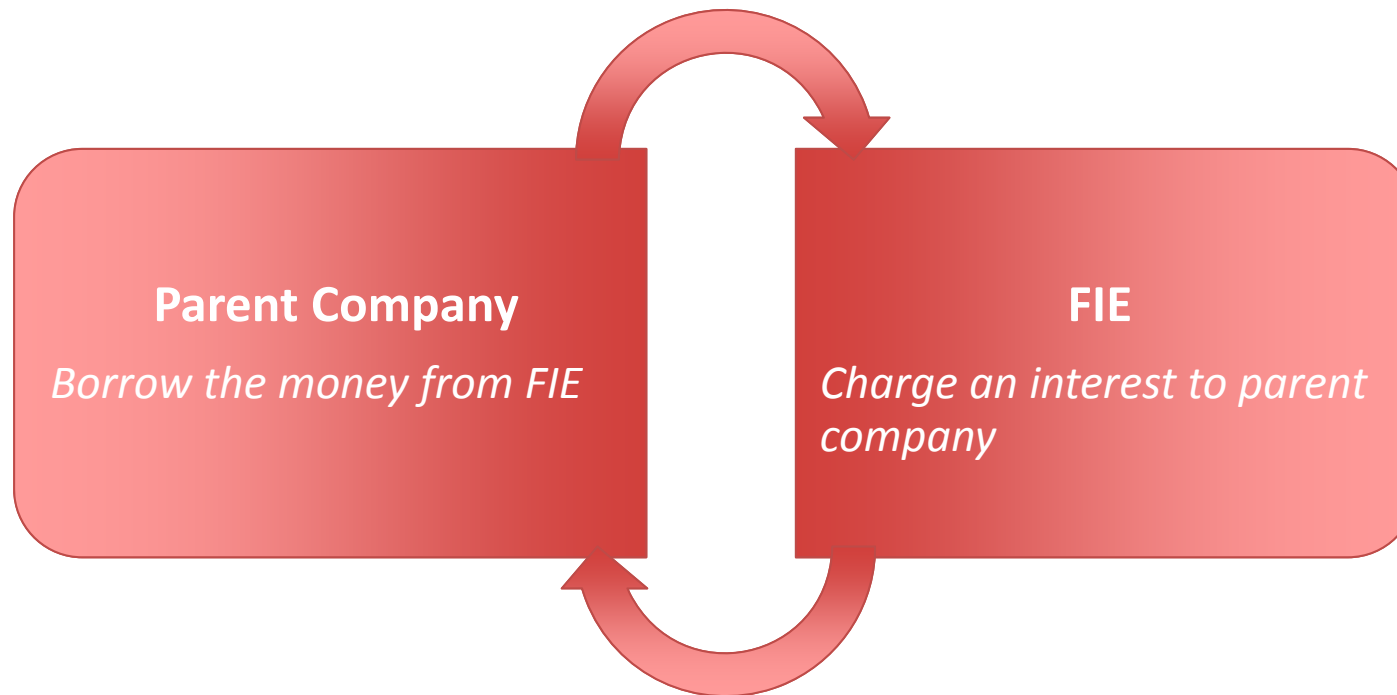 Parent Company
Borrow the money from FIE
FIE
Charge an interest to parent
company